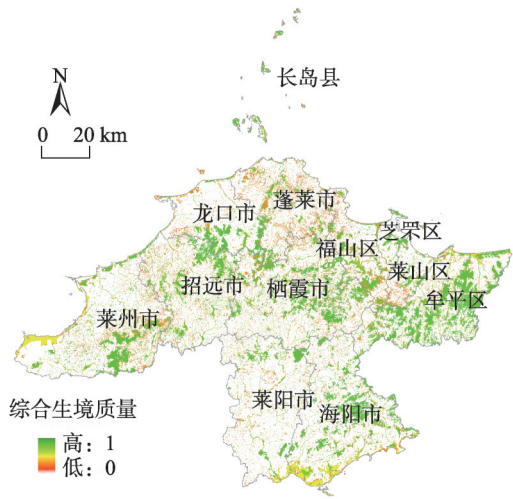 长岛县
N
0 20 km
蓬莱市
龙口市
芝罘区
福山区
莱山区
招远市
栖霞市
牟平区
莱州市
莱阳市
海阳市
综合生境质量
高：1
低：0